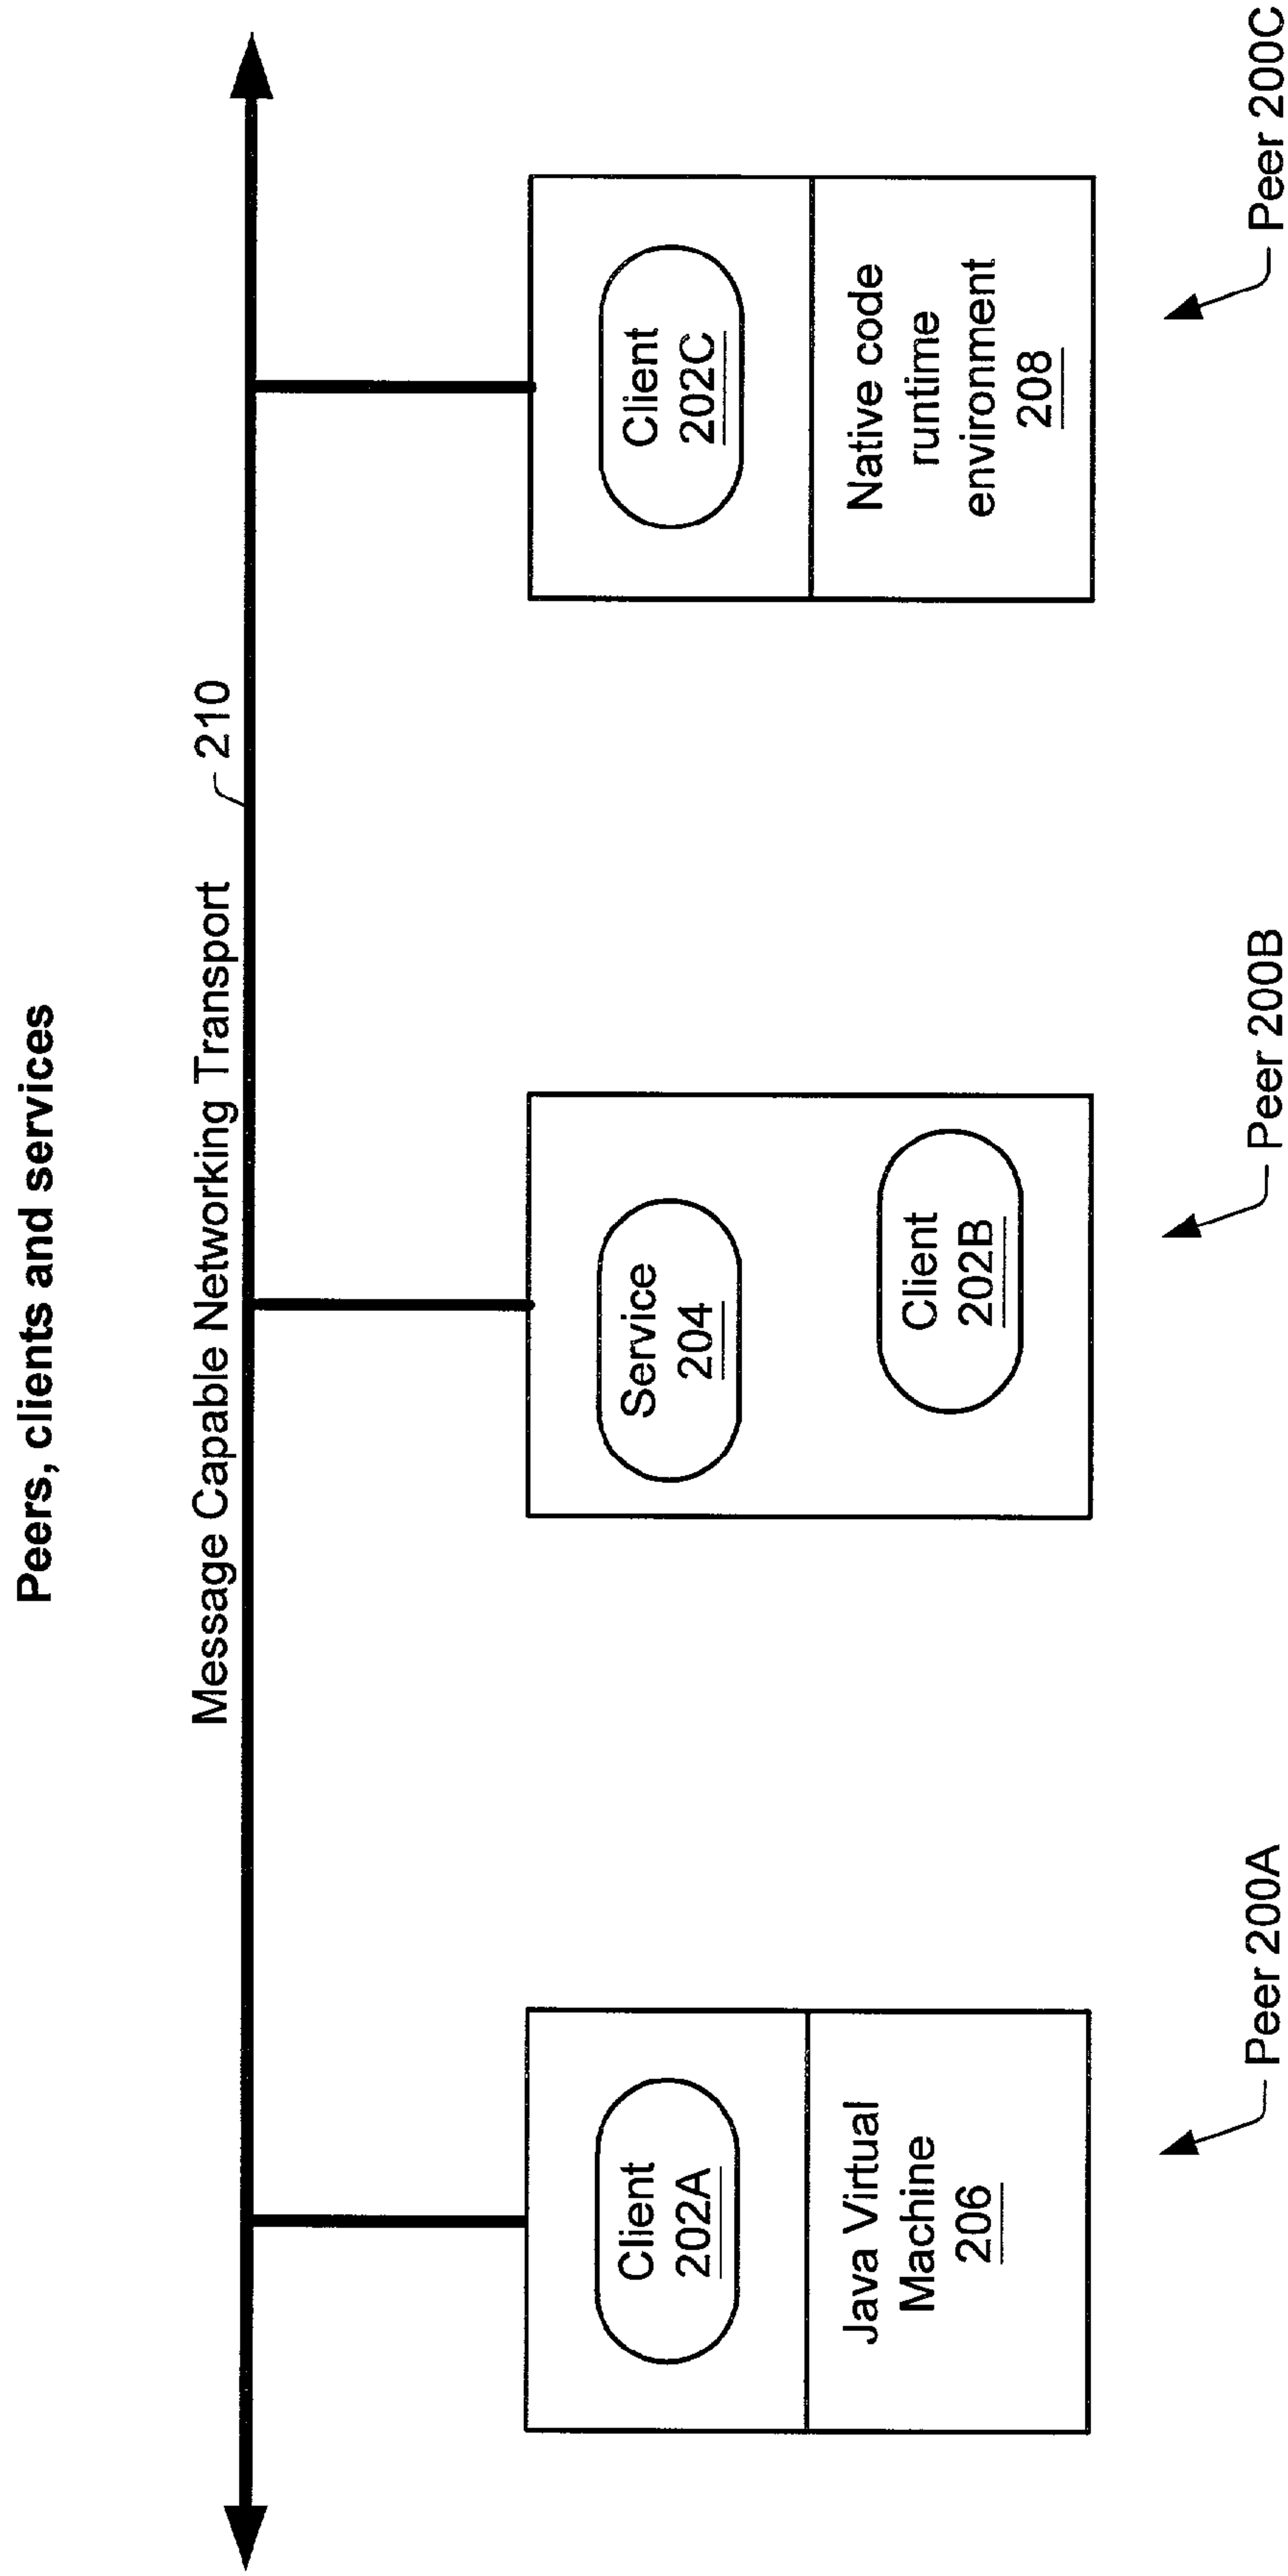 Peers, clients and services
Message Capable Networking Transport
210
Client
202A
Java Virtual
Machine
206
Peer 200A
Service
204
Client
202B
Peer 200B
Client
202C
Native code
runtime
environment
208
Peer 200C